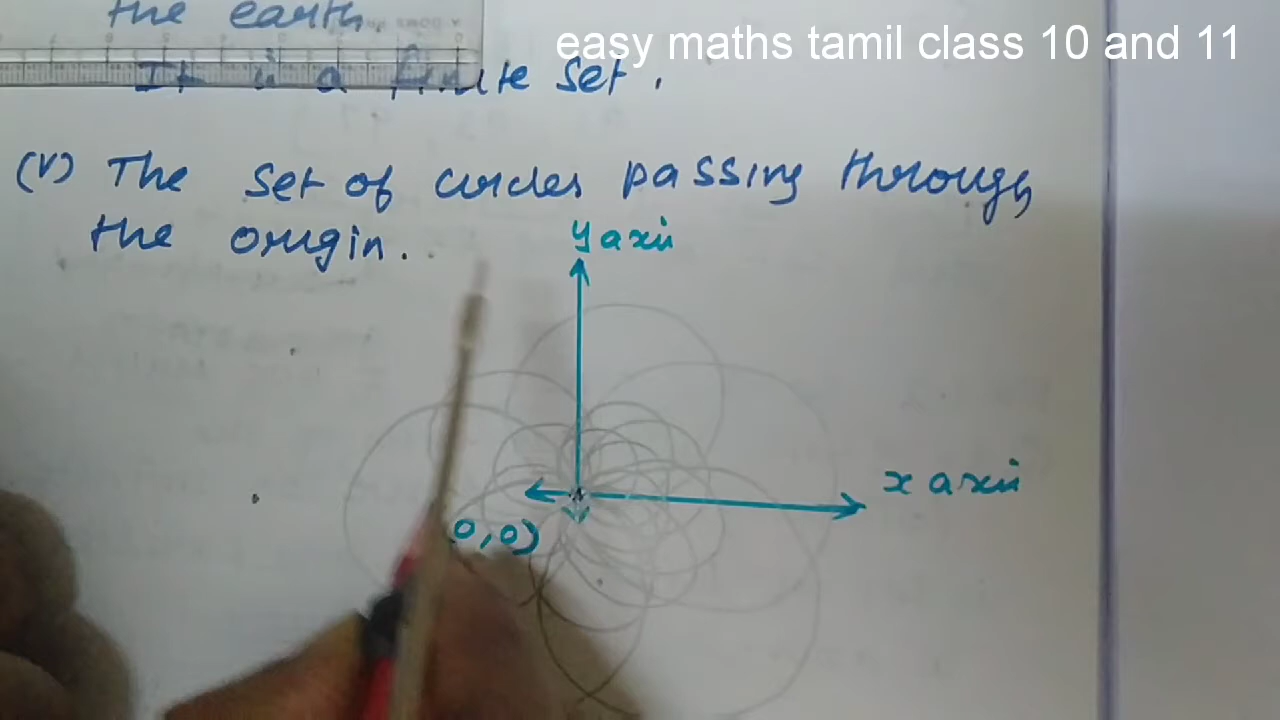 the earth.
easy maths tamil class 10 and 11
It is a finite set.
(V) The set of circles passing through
the origin.
y axis
x axis
0,0)